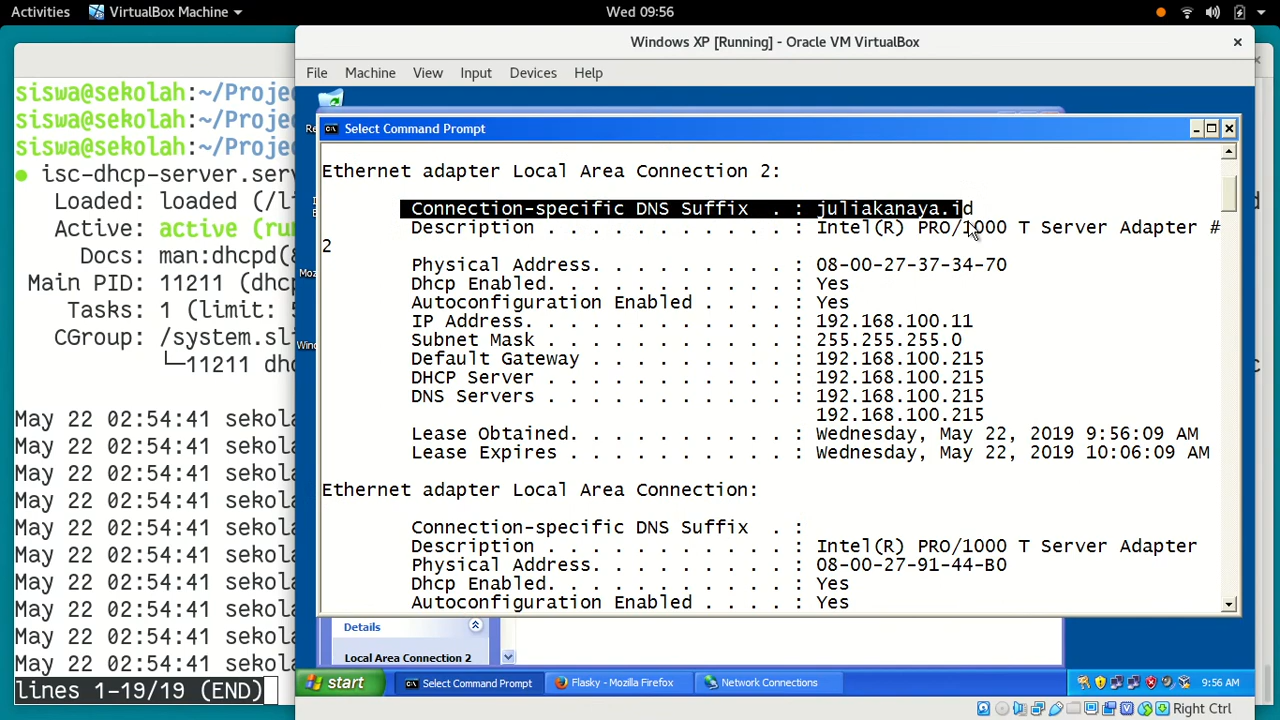 Activities VirtualBox Machine Wed 09:56
Windows XP [Running] - Oracle VM VirtualBox
File Machine View Input Devices Help
siswa@sekolah:~/Proje
siswa@sekolah:~/Proje
siswa@sekolah:~/Proje
● isc-dhcp-server.serv
Loaded: loaded (/li
Active: active (run
Docs: man:dhcpd(8
Main PID: 11211 (dhcp
Tasks: 1 (limit: 5
CGroup: /system.sli
└─11211 dhc
May 22 02:54:41 sekola
May 22 02:54:41 sekola
May 22 02:54:41 sekola
May 22 02:54:41 sekola
May 22 02:54:41 sekola
May 22 02:54:41 sekola
May 22 02:54:41 sekola
May 22 02:54:41 sekola
May 22 02:54:41 sekola
May 22 02:54:41 sekola
lines 1-19/19 (END)
Select Command Prompt
Ethernet adapter Local Area Connection 2:
Connection-specific DNS Suffix . : juliakanaya.id
Description . . . . . . . . . . . : Intel(R) PRO/1000 T Server Adapter #
2
Physical Address. . . . . . . . . : 08-00-27-37-34-70
Dhcp Enabled. . . . . . . . . . . : Yes
Autoconfiguration Enabled . . . . : Yes
IP Address. . . . . . . . . . . . : 192.168.100.11
Subnet Mask . . . . . . . . . . . : 255.255.255.0
Default Gateway . . . . . . . . . : 192.168.100.215
DHCP Server . . . . . . . . . . . : 192.168.100.215
DNS Servers . . . . . . . . . . . : 192.168.100.215
192.168.100.215
Lease Obtained. . . . . . . . . . : Wednesday, May 22, 2019 9:56:09 AM
Lease Expires . . . . . . . . . . : Wednesday, May 22, 2019 10:06:09 AM
Ethernet adapter Local Area Connection:
Connection-specific DNS Suffix . :
Description . . . . . . . . . . . : Intel(R) PRO/1000 T Server Adapter
Physical Address. . . . . . . . . : 08-00-27-91-44-B0
Dhcp Enabled. . . . . . . . . . . : Yes
Autoconfiguration Enabled . . . . : Yes
Details
Local Area Connection 2
start Select Command Prompt Flasky - Mozilla Firefox Network Connections 9:56 AM
Right Ctrl